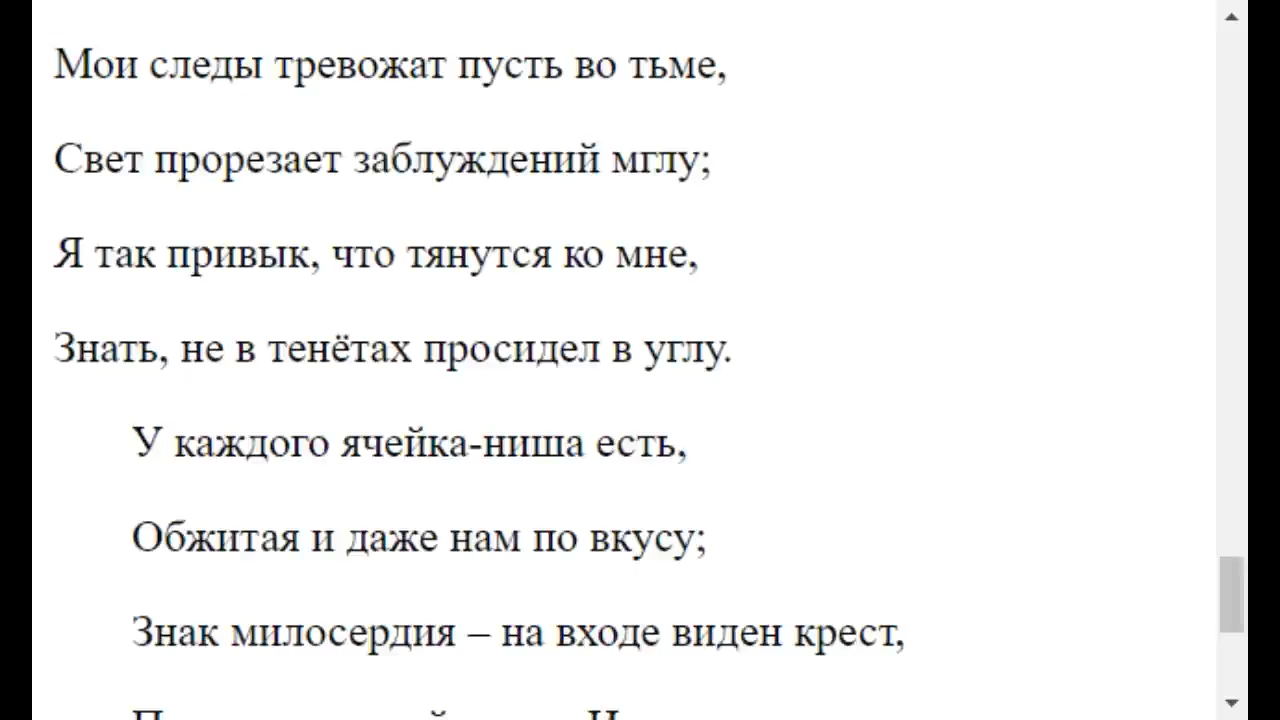 Мои следы тревожат пусть во тьме,
Свет прорезает заблуждений мглу;
Я так привык, что тянутся ко мне,
Знать, не в тенётах просидел в углу.
У каждого ячейка-ниша есть,
Обжитая и даже нам по вкусу;
Знак милосердия – на входе виден крест,